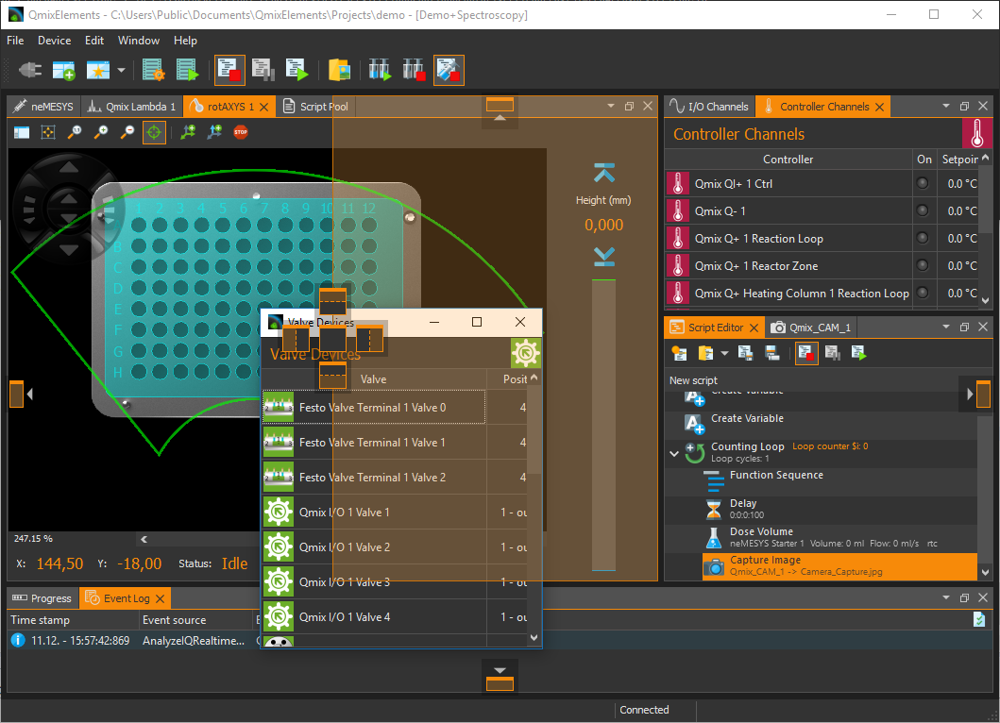 QmixElements - C:\Users\Public\Documents\QmixElements\Projects\demo - [Demo+Spectroscopy]
File Device Edit Window Help
neMESYS Qmix Lambda 1 rotAXYS 1 Script Pool
I/O Channels Controller Channels
STOP
Controller Channels
Controller On Setpoin
Qmix QI+ 1 Ctrl 0.0 °C
Qmix Q- 1 0.0 °C
Qmix Q+ 1 Reaction Loop 0.0 °C
Qmix Q+ 1 Reactor Zone 0.0 °C
Qmix Q+ Heating Column 1 Reaction Loop 0.0 °C
1 2 3 4 5 6 7 8 9 10 11 12
B
C
D
E
F
G
H
Height (mm)
0,000
Valve Devices
Valve Devices
Valve Posit
Festo Valve Terminal 1 Valve 0 4
Festo Valve Terminal 1 Valve 1 4
Festo Valve Terminal 1 Valve 2 4
Qmix I/O 1 Valve 1 1 - ou
Qmix I/O 1 Valve 2 1 - ou
Qmix I/O 1 Valve 3 1 - ou
Qmix I/O 1 Valve 4 1 - ou
247.15 %
X: 144,50 Y: -18,00 Status: Idle
Script Editor Qmix_CAM_1
New script
Create Variable
Create Variable
Counting Loop Loop counter $i: 0
Loop cycles: 1
Function Sequence
Delay
0:0:0:100
Dose Volume
neMESYS Starter 1 Volume: 0 ml Flow: 0 ml/s rtc
Capture Image
Qmix_CAM_1 -> Camera_Capture.jpg
Progress Event Log
Time stamp Event source
11.12. - 15:57:42:869 AnalyzeIQRealtime...
Connected